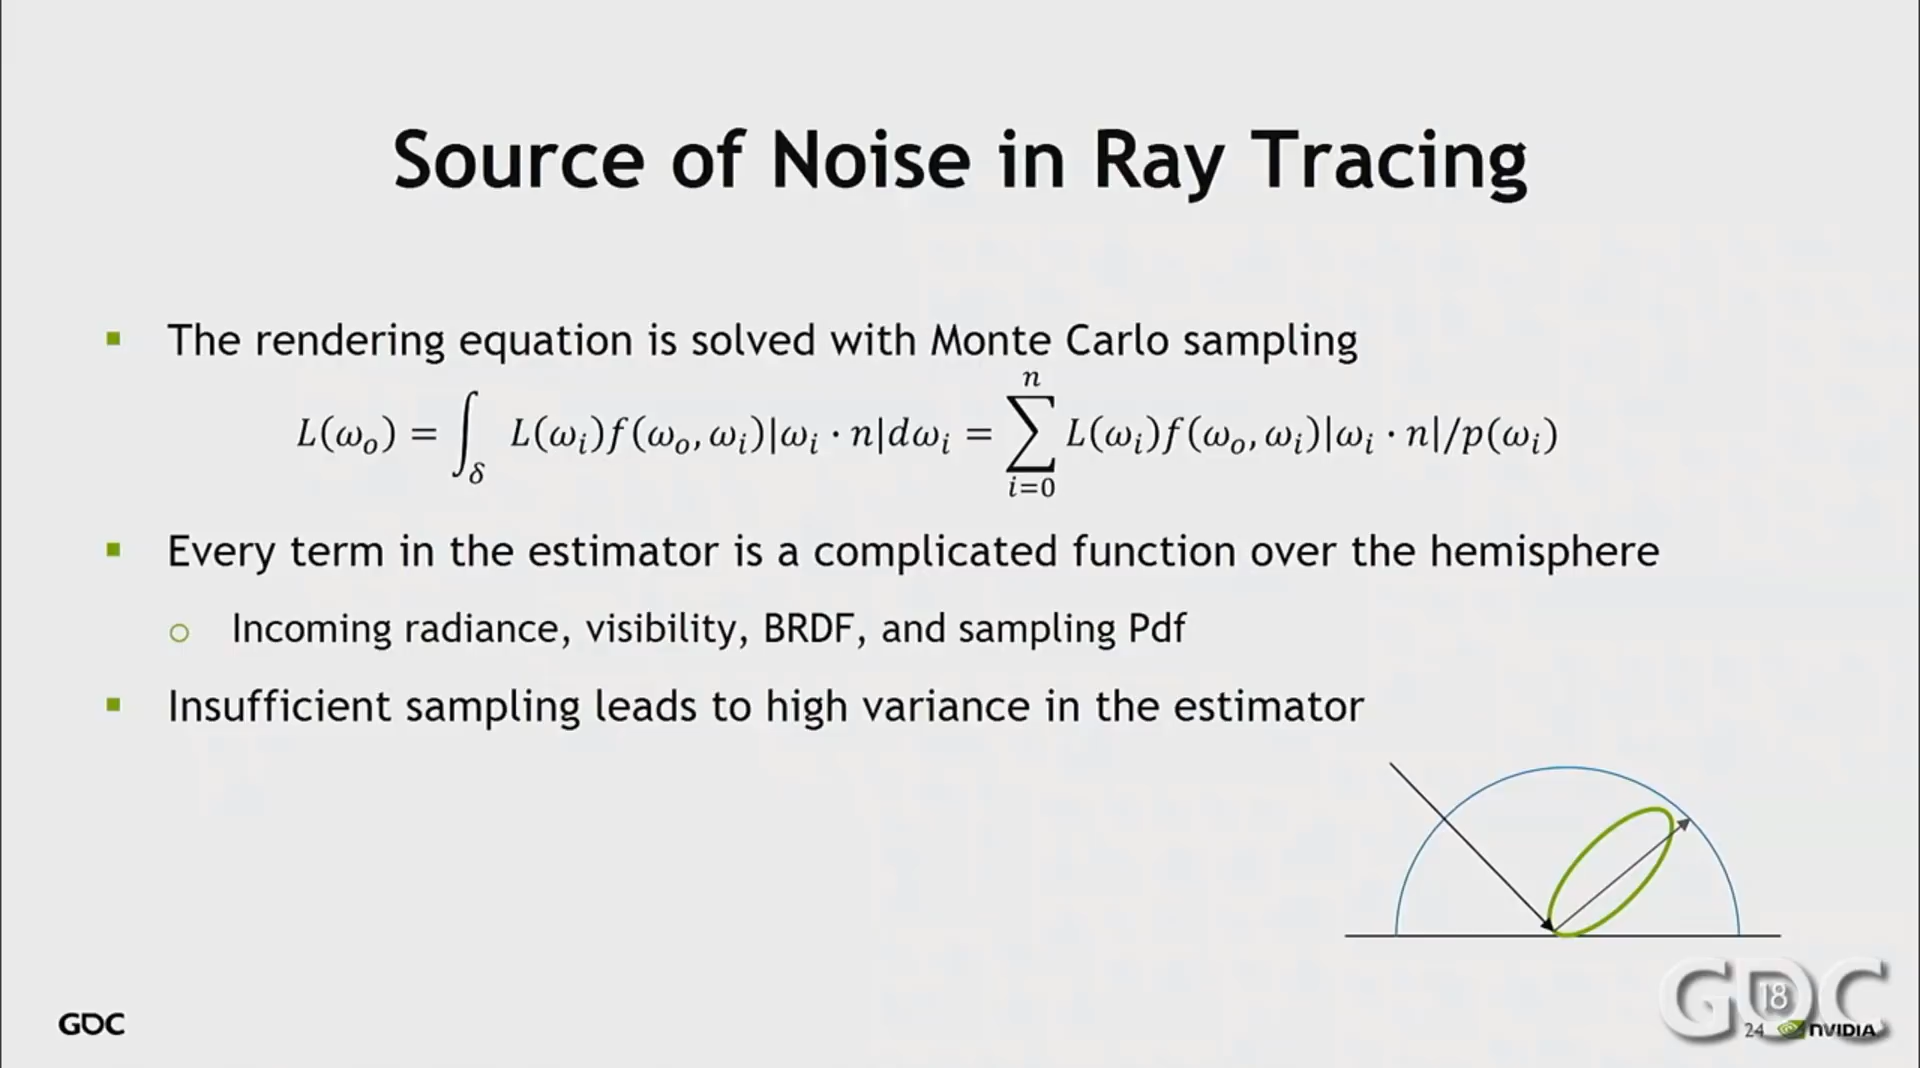 Source of Noise in Ray Tracing
▪ The rendering equation is solved with Monte Carlo sampling
L(ωₒ) = ∫_δ L(ωᵢ)f(ωₒ, ωᵢ)|ωᵢ · n|dωᵢ = ∑_{i=0}^{n} L(ωᵢ)f(ωₒ, ωᵢ)|ωᵢ · n|/p(ωᵢ)
▪ Every term in the estimator is a complicated function over the hemisphere
○ Incoming radiance, visibility, BRDF, and sampling Pdf
▪ Insufficient sampling leads to high variance in the estimator
GDC
GDC
18
24
NVIDIA